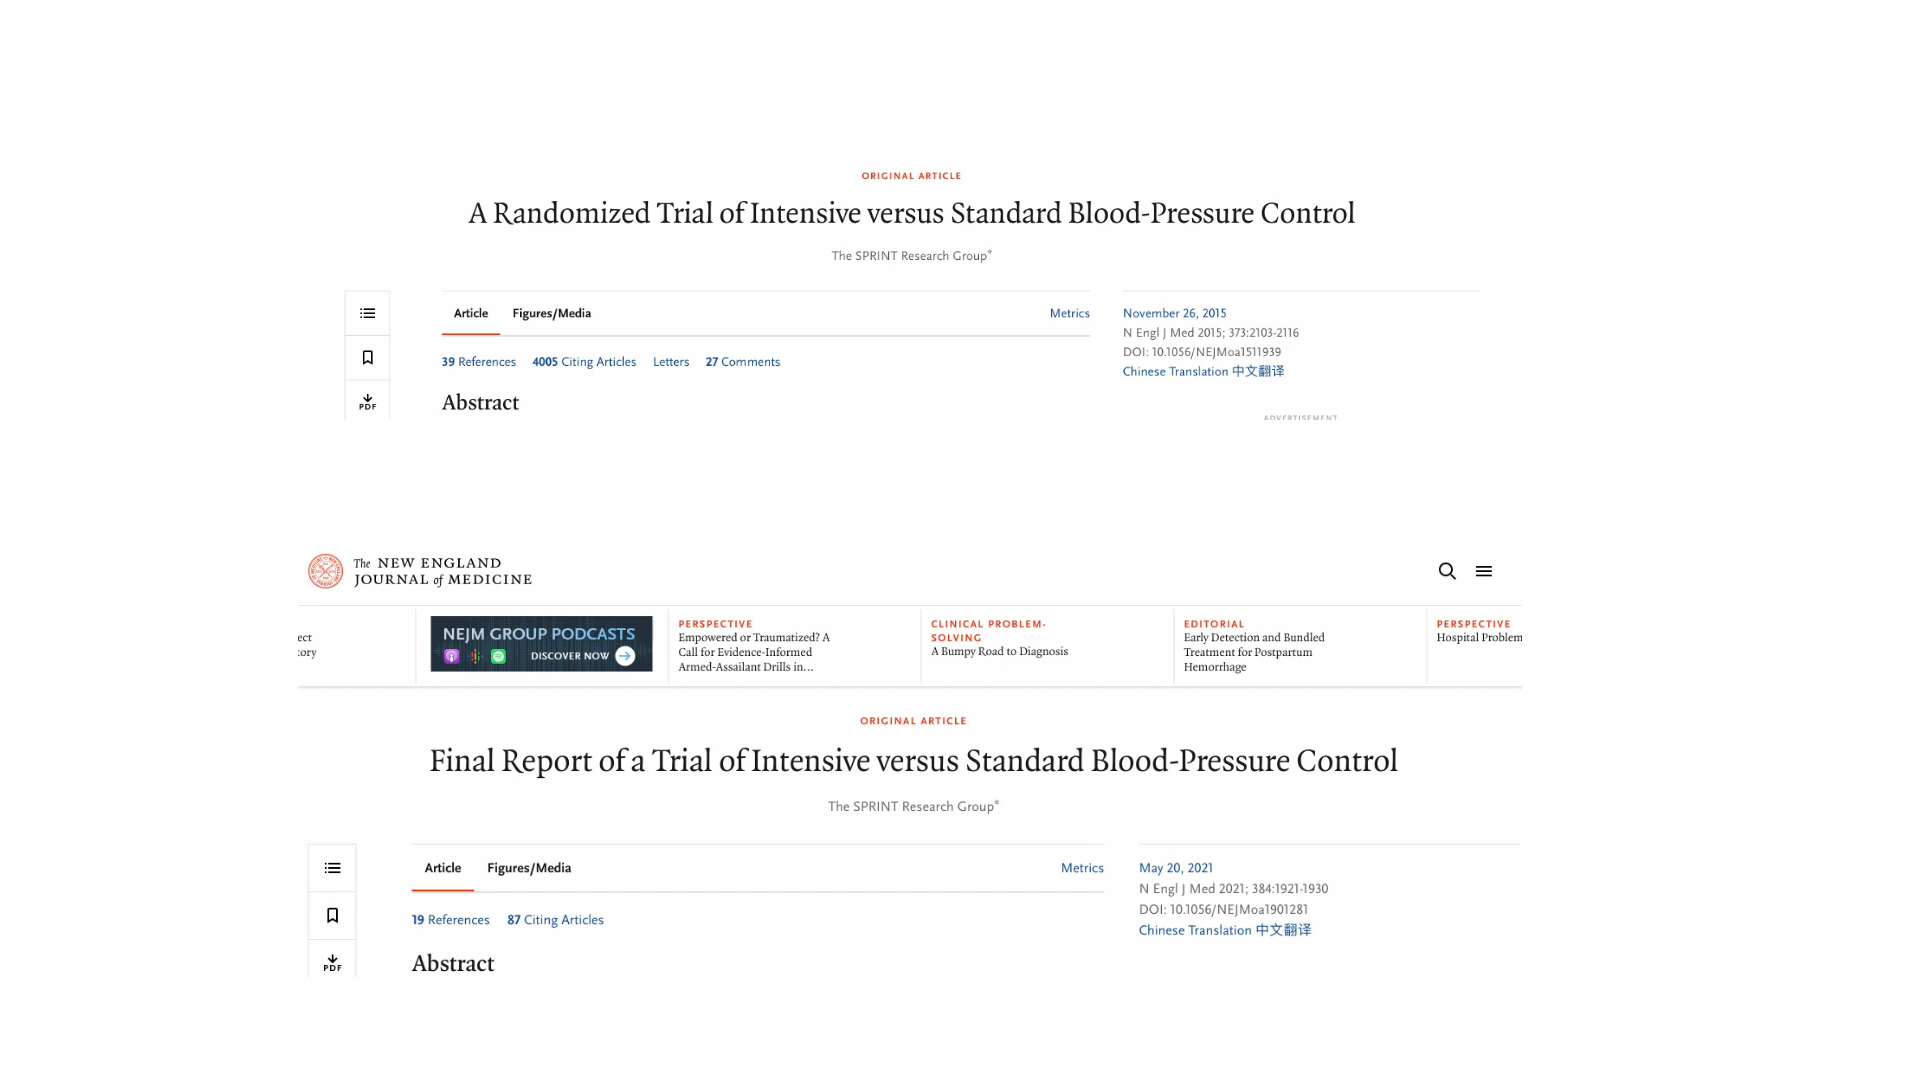 ORIGINAL ARTICLE
A Randomized Trial of Intensive versus Standard Blood-Pressure Control
The SPRINT Research Group*
Article Figures/Media Metrics
39 References 4005 Citing Articles Letters 27 Comments
Abstract
PDF
November 26, 2015
N Engl J Med 2015; 373:2103-2116
DOI: 10.1056/NEJMoa1511939
Chinese Translation 中文翻译
ADVERTISEMENT
The NEW ENGLAND
JOURNAL of MEDICINE
ect
tory
NEJM GROUP PODCASTS
DISCOVER NOW
PERSPECTIVE
Empowered or Traumatized? A
Call for Evidence-Informed
Armed-Assailant Drills in…
CLINICAL PROBLEM-
SOLVING
A Bumpy Road to Diagnosis
EDITORIAL
Early Detection and Bundled
Treatment for Postpartum
Hemorrhage
PERSPECTIVE
Hospital Problem
ORIGINAL ARTICLE
Final Report of a Trial of Intensive versus Standard Blood-Pressure Control
The SPRINT Research Group*
Article Figures/Media Metrics
19 References 87 Citing Articles
Abstract
PDF
May 20, 2021
N Engl J Med 2021; 384:1921-1930
DOI: 10.1056/NEJMoa1901281
Chinese Translation 中文翻译